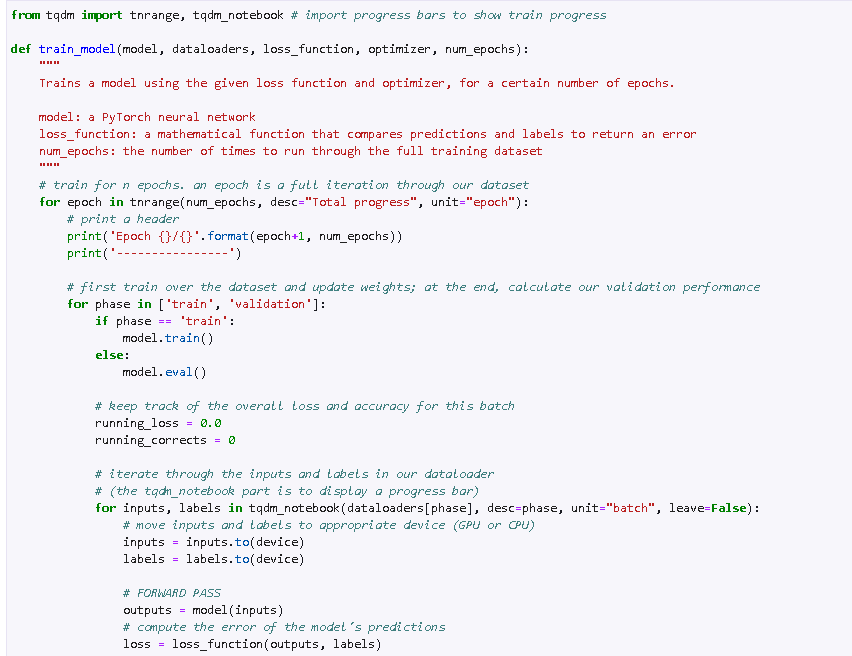 from tqdm import tnrange, tqdm_notebook # import progress bars to show train progress

def train_model(model, dataloaders, loss_function, optimizer, num_epochs):
    """
    Trains a model using the given loss function and optimizer, for a certain number of epochs.

    model: a PyTorch neural network
    loss_function: a mathematical function that compares predictions and labels to return an error
    num_epochs: the number of times to run through the full training dataset
    """
    # train for n epochs. an epoch is a full iteration through our dataset
    for epoch in tnrange(num_epochs, desc="Total progress", unit="epoch"):
        # print a header
        print('Epoch {}/{}'.format(epoch+1, num_epochs))
        print('----------------')

        # first train over the dataset and update weights; at the end, calculate our validation performance
        for phase in ['train', 'validation']:
            if phase == 'train':
                model.train()
            else:
                model.eval()

            # keep track of the overall loss and accuracy for this batch
            running_loss = 0.0
            running_corrects = 0

            # iterate through the inputs and labels in our dataloader
            # (the tqdm_notebook part is to display a progress bar)
            for inputs, labels in tqdm_notebook(dataloaders[phase], desc=phase, unit="batch", leave=False):
                # move inputs and labels to appropriate device (GPU or CPU)
                inputs = inputs.to(device)
                labels = labels.to(device)

                # FORWARD PASS
                outputs = model(inputs)
                # compute the error of the model's predictions
                loss = loss_function(outputs, labels)